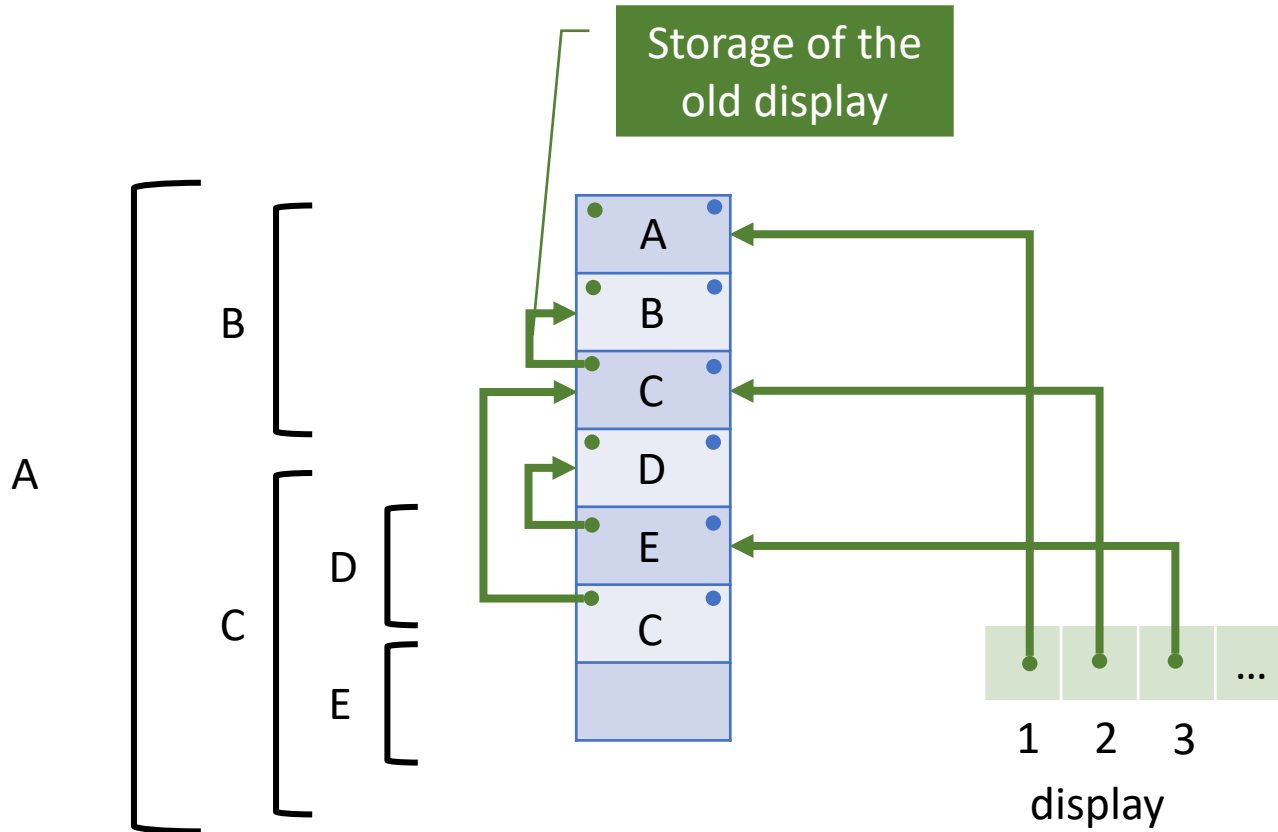 Storage of the
old display
A
B
C
D
E
A
B
C
D
E
C
...
1 2 3
display